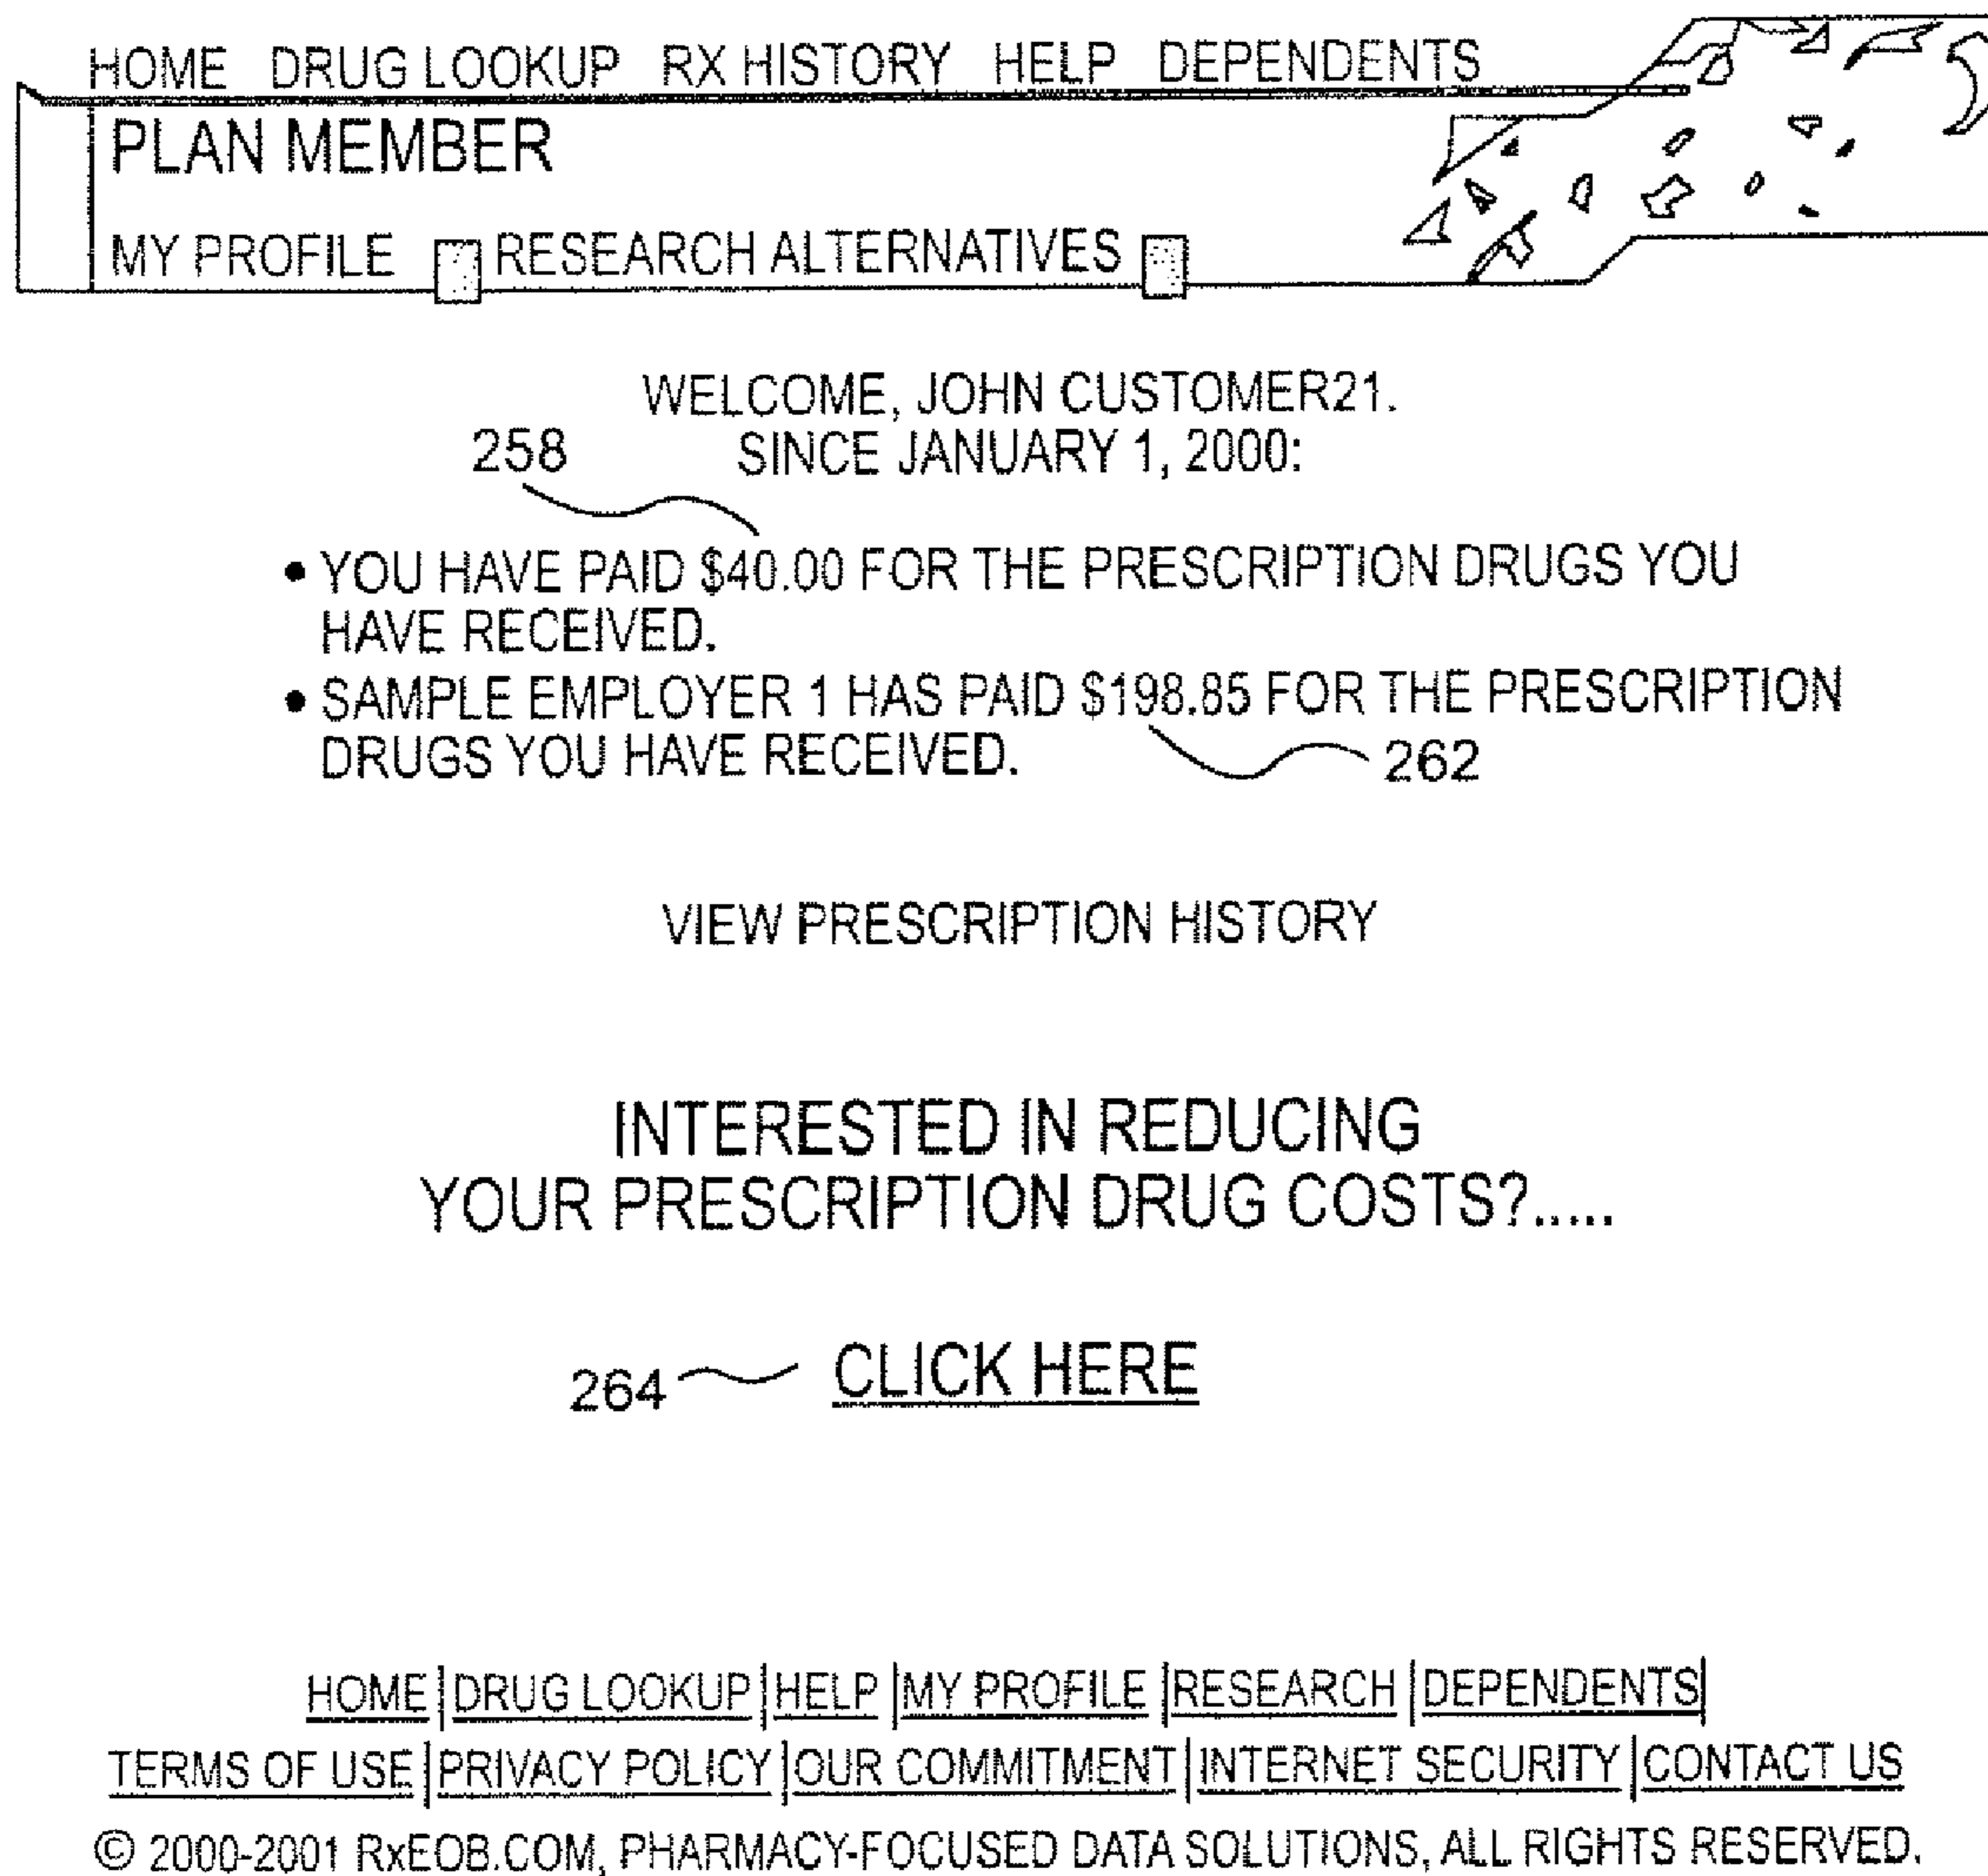 HOME DRUG LOOKUP RX HISTORY HELP DEPENDENTS
PLAN MEMBER
MY PROFILE RESEARCH ALTERNATIVES
WELCOME, JOHN CUSTOMER21.
258 SINCE JANUARY 1, 2000:
• YOU HAVE PAID $40.00 FOR THE PRESCRIPTION DRUGS YOU
HAVE RECEIVED.
• SAMPLE EMPLOYER 1 HAS PAID $198.85 FOR THE PRESCRIPTION
DRUGS YOU HAVE RECEIVED. 262
VIEW PRESCRIPTION HISTORY
INTERESTED IN REDUCING
YOUR PRESCRIPTION DRUG COSTS?.....
264 CLICK HERE
HOME|DRUG LOOKUP|HELP|MY PROFILE|RESEARCH|DEPENDENTS|
TERMS OF USE|PRIVACY POLICY|OUR COMMITMENT|INTERNET SECURITY|CONTACT US
© 2000-2001 RxEOB.COM, PHARMACY-FOCUSED DATA SOLUTIONS, ALL RIGHTS RESERVED.